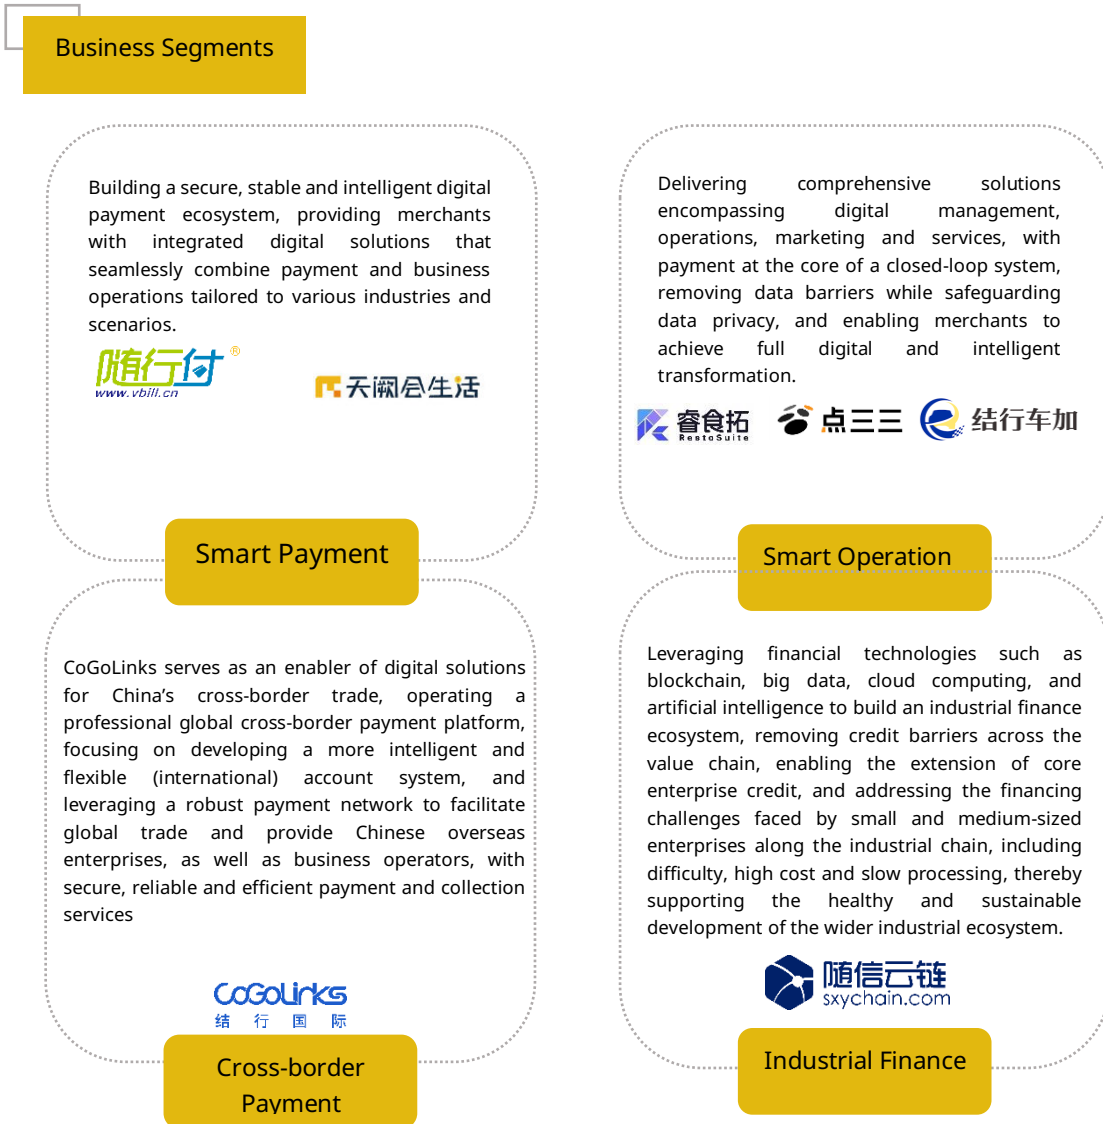 Business Segments
Building a secure, stable and intelligent digital
payment ecosystem, providing merchants
with integrated digital solutions that
seamlessly combine payment and business
operations tailored to various industries and
scenarios.
随行付®
www.vbill.cn
天阙会生活
Smart Payment
Delivering comprehensive solutions
encompassing digital management,
operations, marketing and services, with
payment at the core of a closed-loop system,
removing data barriers while safeguarding
data privacy, and enabling merchants to
achieve full digital and intelligent
transformation.
睿食拓
RestoSuite
点三三
结行车加
Smart Operation
CoGoLinks serves as an enabler of digital solutions
for China’s cross-border trade, operating a
professional global cross-border payment platform,
focusing on developing a more intelligent and
flexible (international) account system, and
leveraging a robust payment network to facilitate
global trade and provide Chinese overseas
enterprises, as well as business operators, with
secure, reliable and efficient payment and collection
services
CoGoLinks
结行国际
Cross-border
Payment
Leveraging financial technologies such as
blockchain, big data, cloud computing, and
artificial intelligence to build an industrial finance
ecosystem, removing credit barriers across the
value chain, enabling the extension of core
enterprise credit, and addressing the financing
challenges faced by small and medium-sized
enterprises along the industrial chain, including
difficulty, high cost and slow processing, thereby
supporting the healthy and sustainable
development of the wider industrial ecosystem.
随信云链
sxychain.com
Industrial Finance